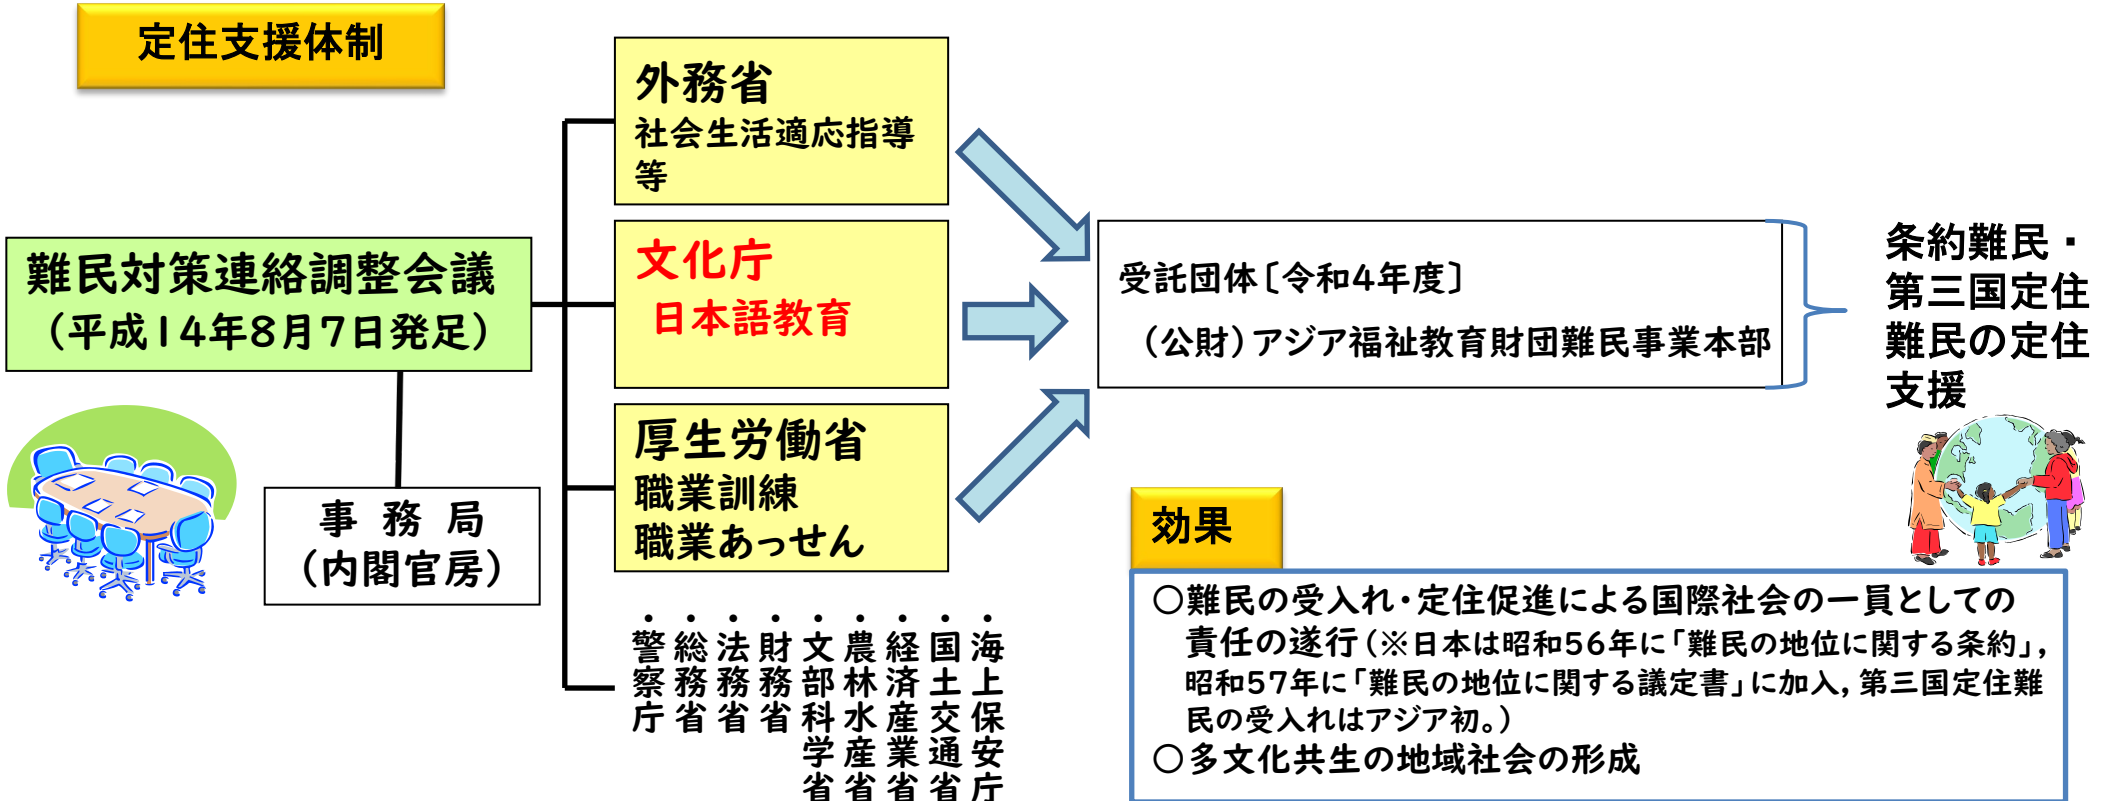 定住支援体制
難民対策連絡調整会議
（平成14年8月7日発足）
事務局
（内閣官房）
外務省
社会生活適応指導
等
文化庁
日本語教育
厚生労働省
職業訓練
職業あっせん
・警察庁
・総務省
・法務省
・財務省
・文部科学省
・農林水産省
・経済産業省
・国土交通省
・海上保安庁
受託団体〔令和4年度〕
（公財）アジア福祉教育財団難民事業本部
条約難民・
第三国定住
難民の定住
支援
効果
○難民の受入れ・定住促進による国際社会の一員としての
責任の遂行（※日本は昭和56年に「難民の地位に関する条約」，
昭和57年に「難民の地位に関する議定書」に加入，第三国定住難
民の受入れはアジア初。）
○多文化共生の地域社会の形成